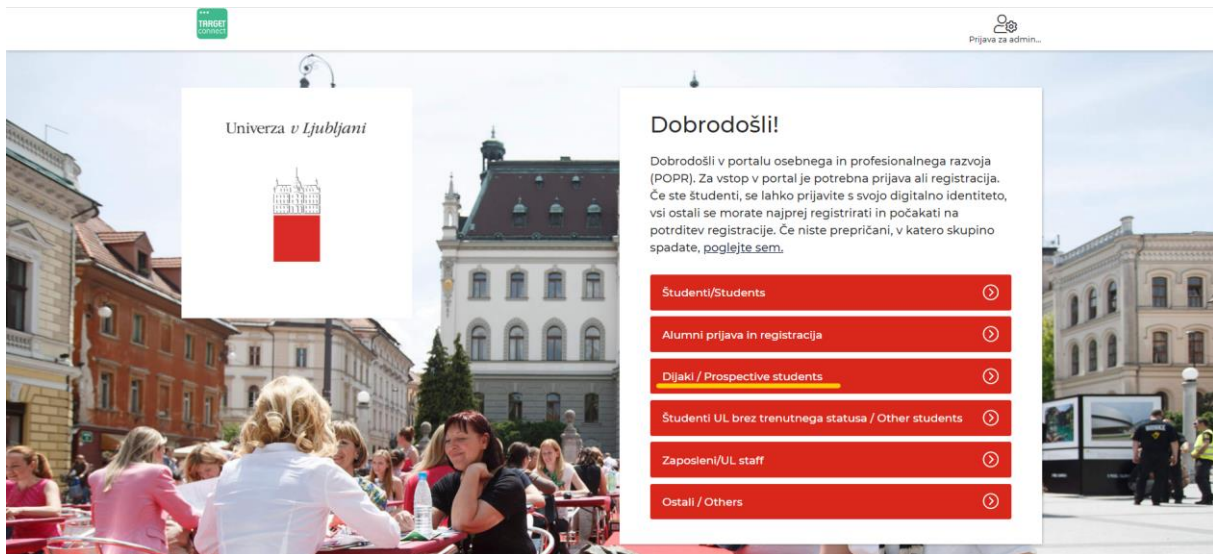 TARGET
connect
Prijava za admin...
Univerza v Ljubljani
Dobrodošli!
Dobrodošli v portalu osebnega in profesionalnega razvoja
(POPR). Za vstop v portal je potrebna prijava ali registracija.
Če ste študenti, se lahko prijavite s svojo digitalno identiteto,
vsi ostali se morate najprej registrirati in počakati na
potrditev registracije. Če niste prepričani, v katero skupino
spadate, poglejte sem.
Študenti/Students
Alumni prijava in registracija
Dijaki / Prospective students
Študenti UL brez trenutnega statusa / Other students
Zaposleni/UL staff
Ostali / Others